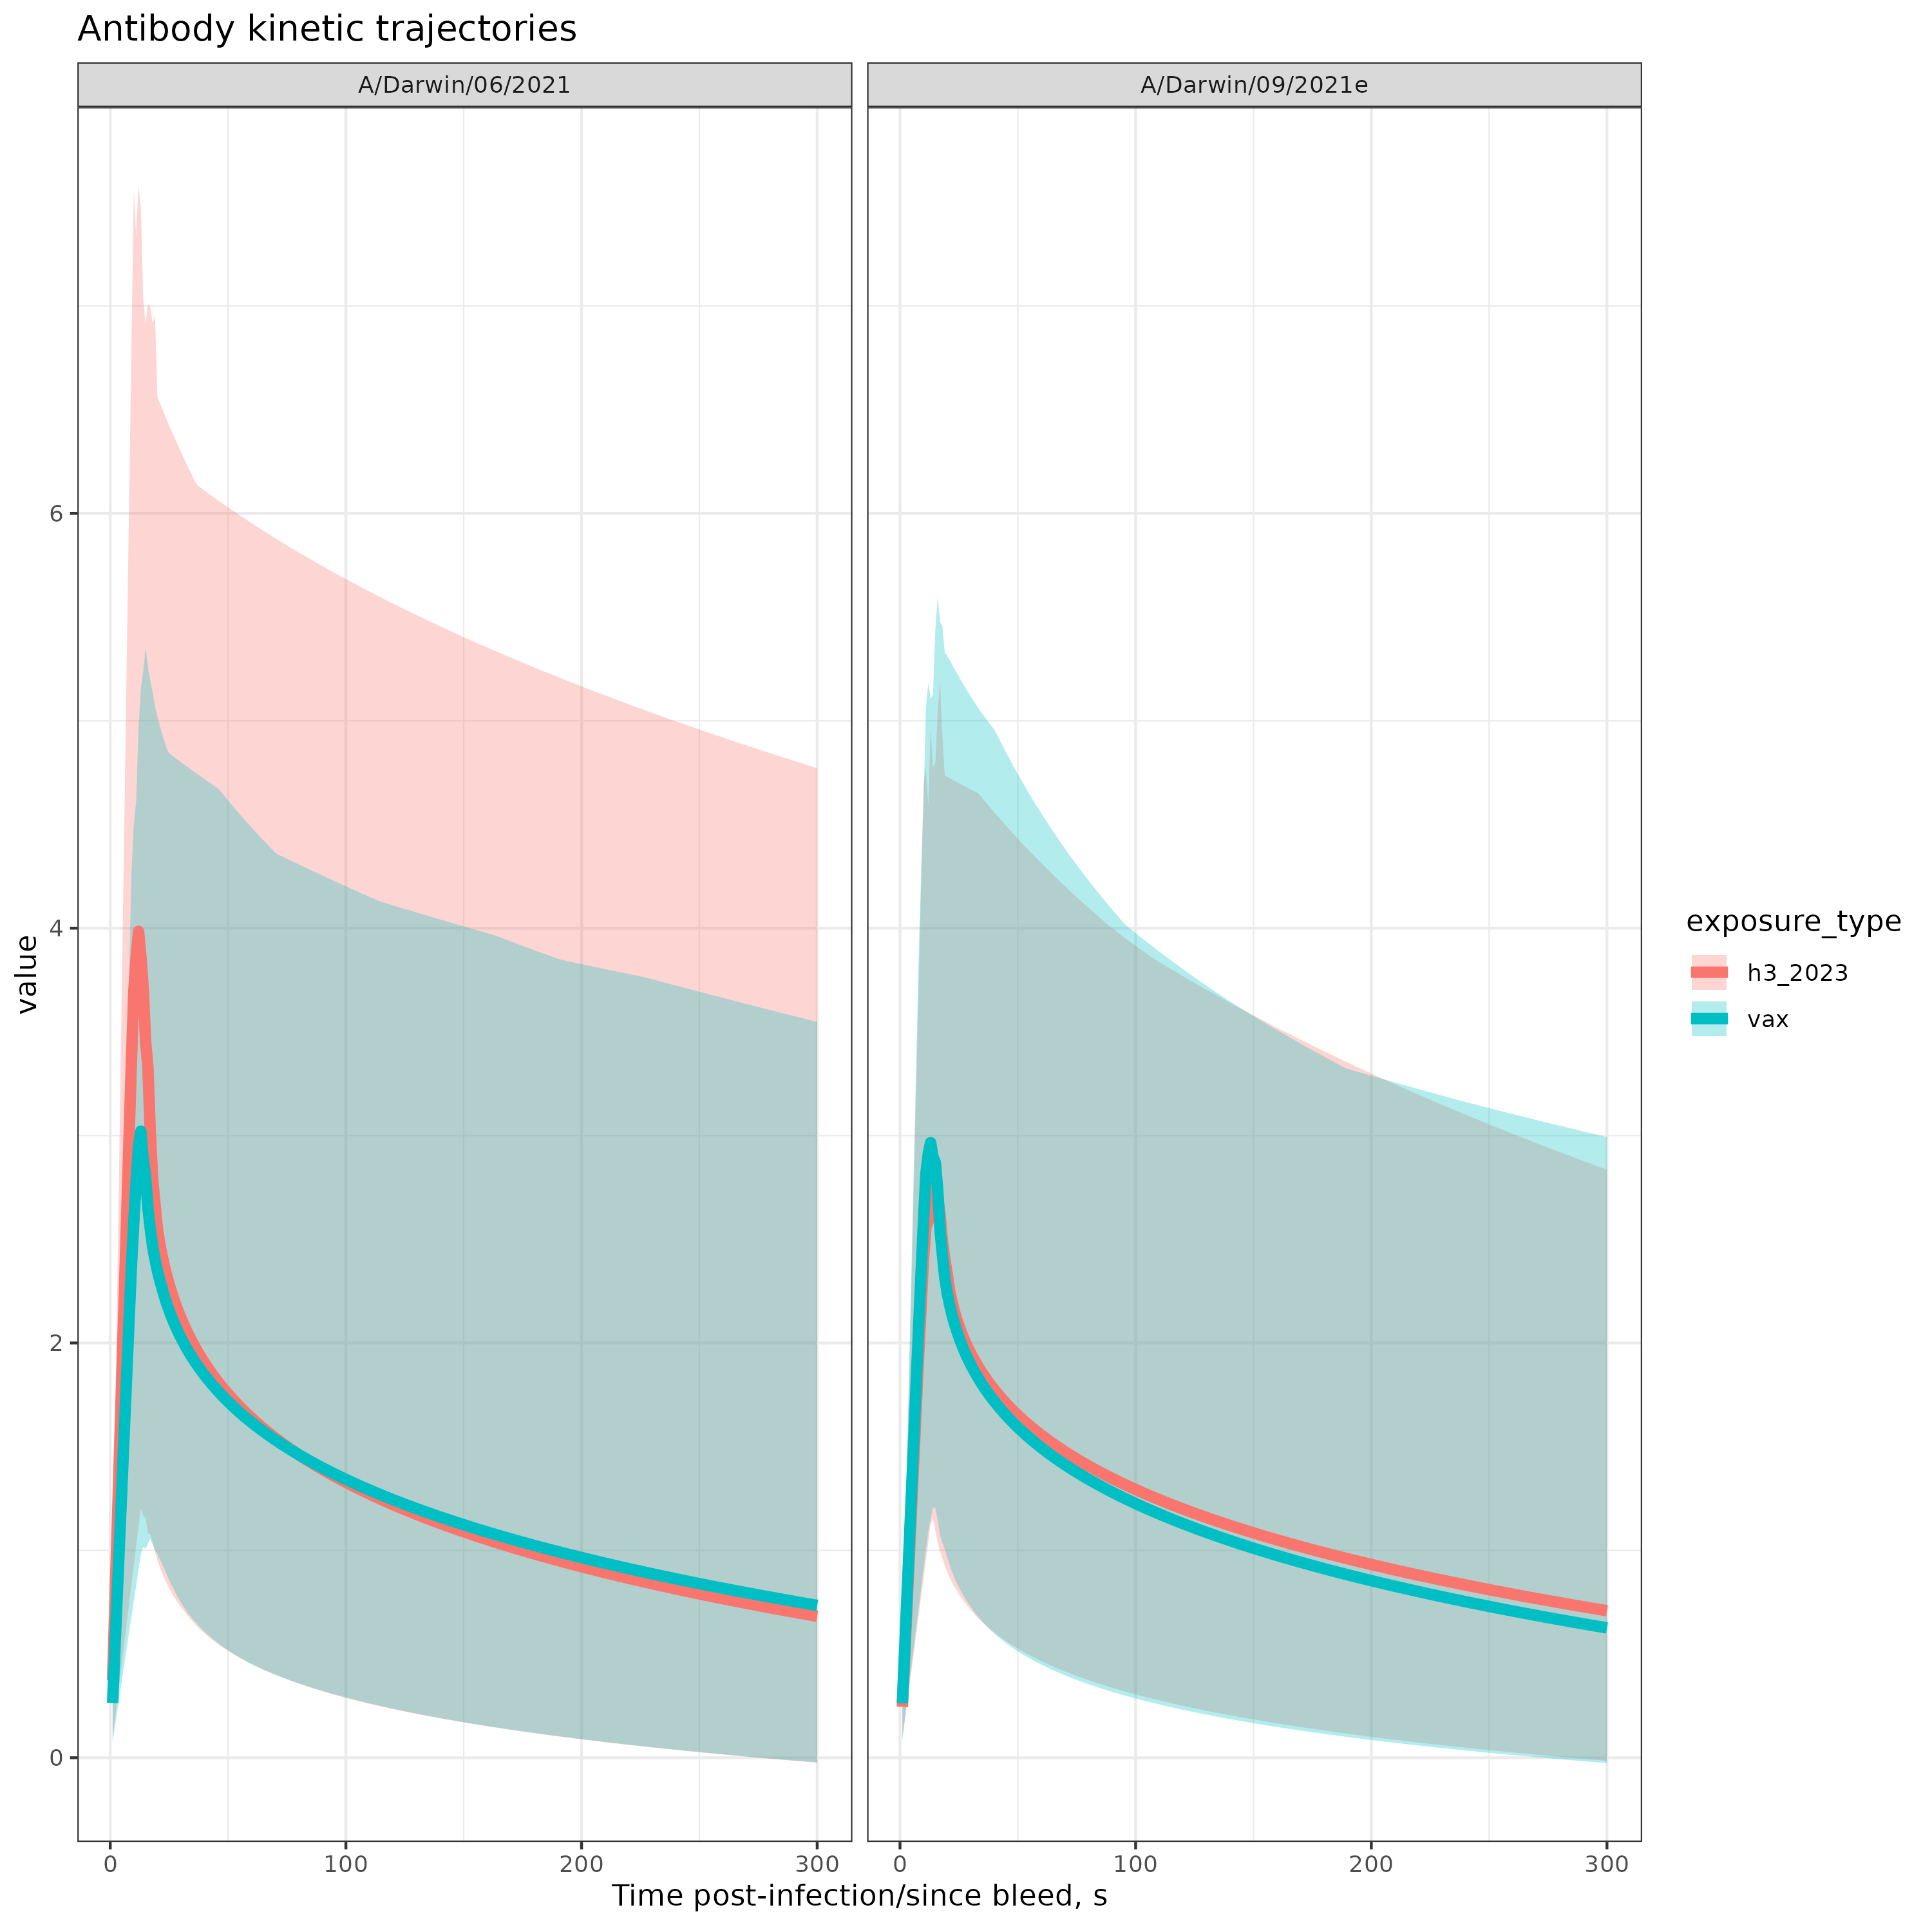 Antibody kinetic trajectories
A/Darwin/06/2021
A/Darwin/09/2021e
value
6
4
2
0
0
100
200
300
0
100
200
300
Time post-infection/since bleed, s
exposure_type
h3_2023
vax